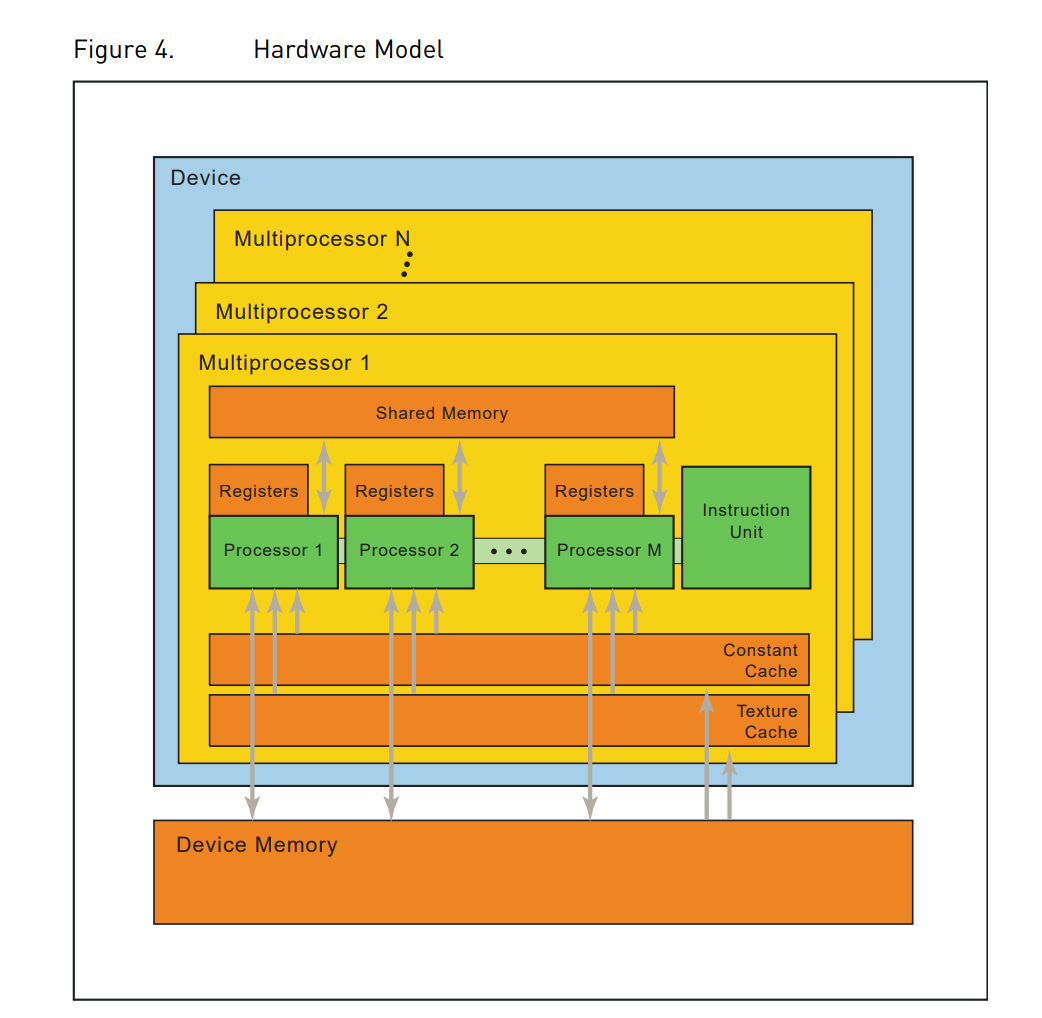 Figure 4. Hardware Model
Device
Multiprocessor N
Multiprocessor 2
Multiprocessor 1
Shared Memory
Registers Registers Registers
Instruction
Unit
Processor 1 Processor 2 Processor M
Constant
Cache
Texture
Cache
Device Memory